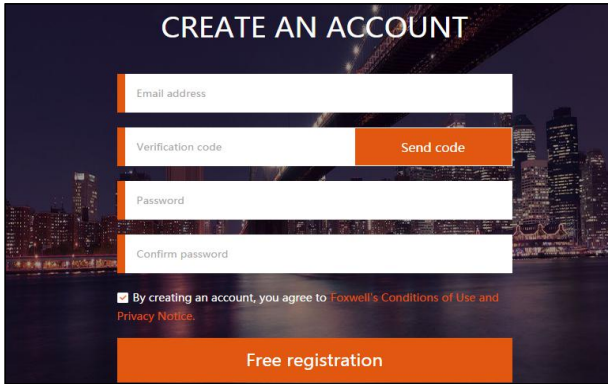 CREATE AN ACCOUNT
Email address
Verification code
Send code
Password
Confirm password
By creating an account, you agree to Foxwell's Conditions of Use and
Privacy Notice.
Free registration